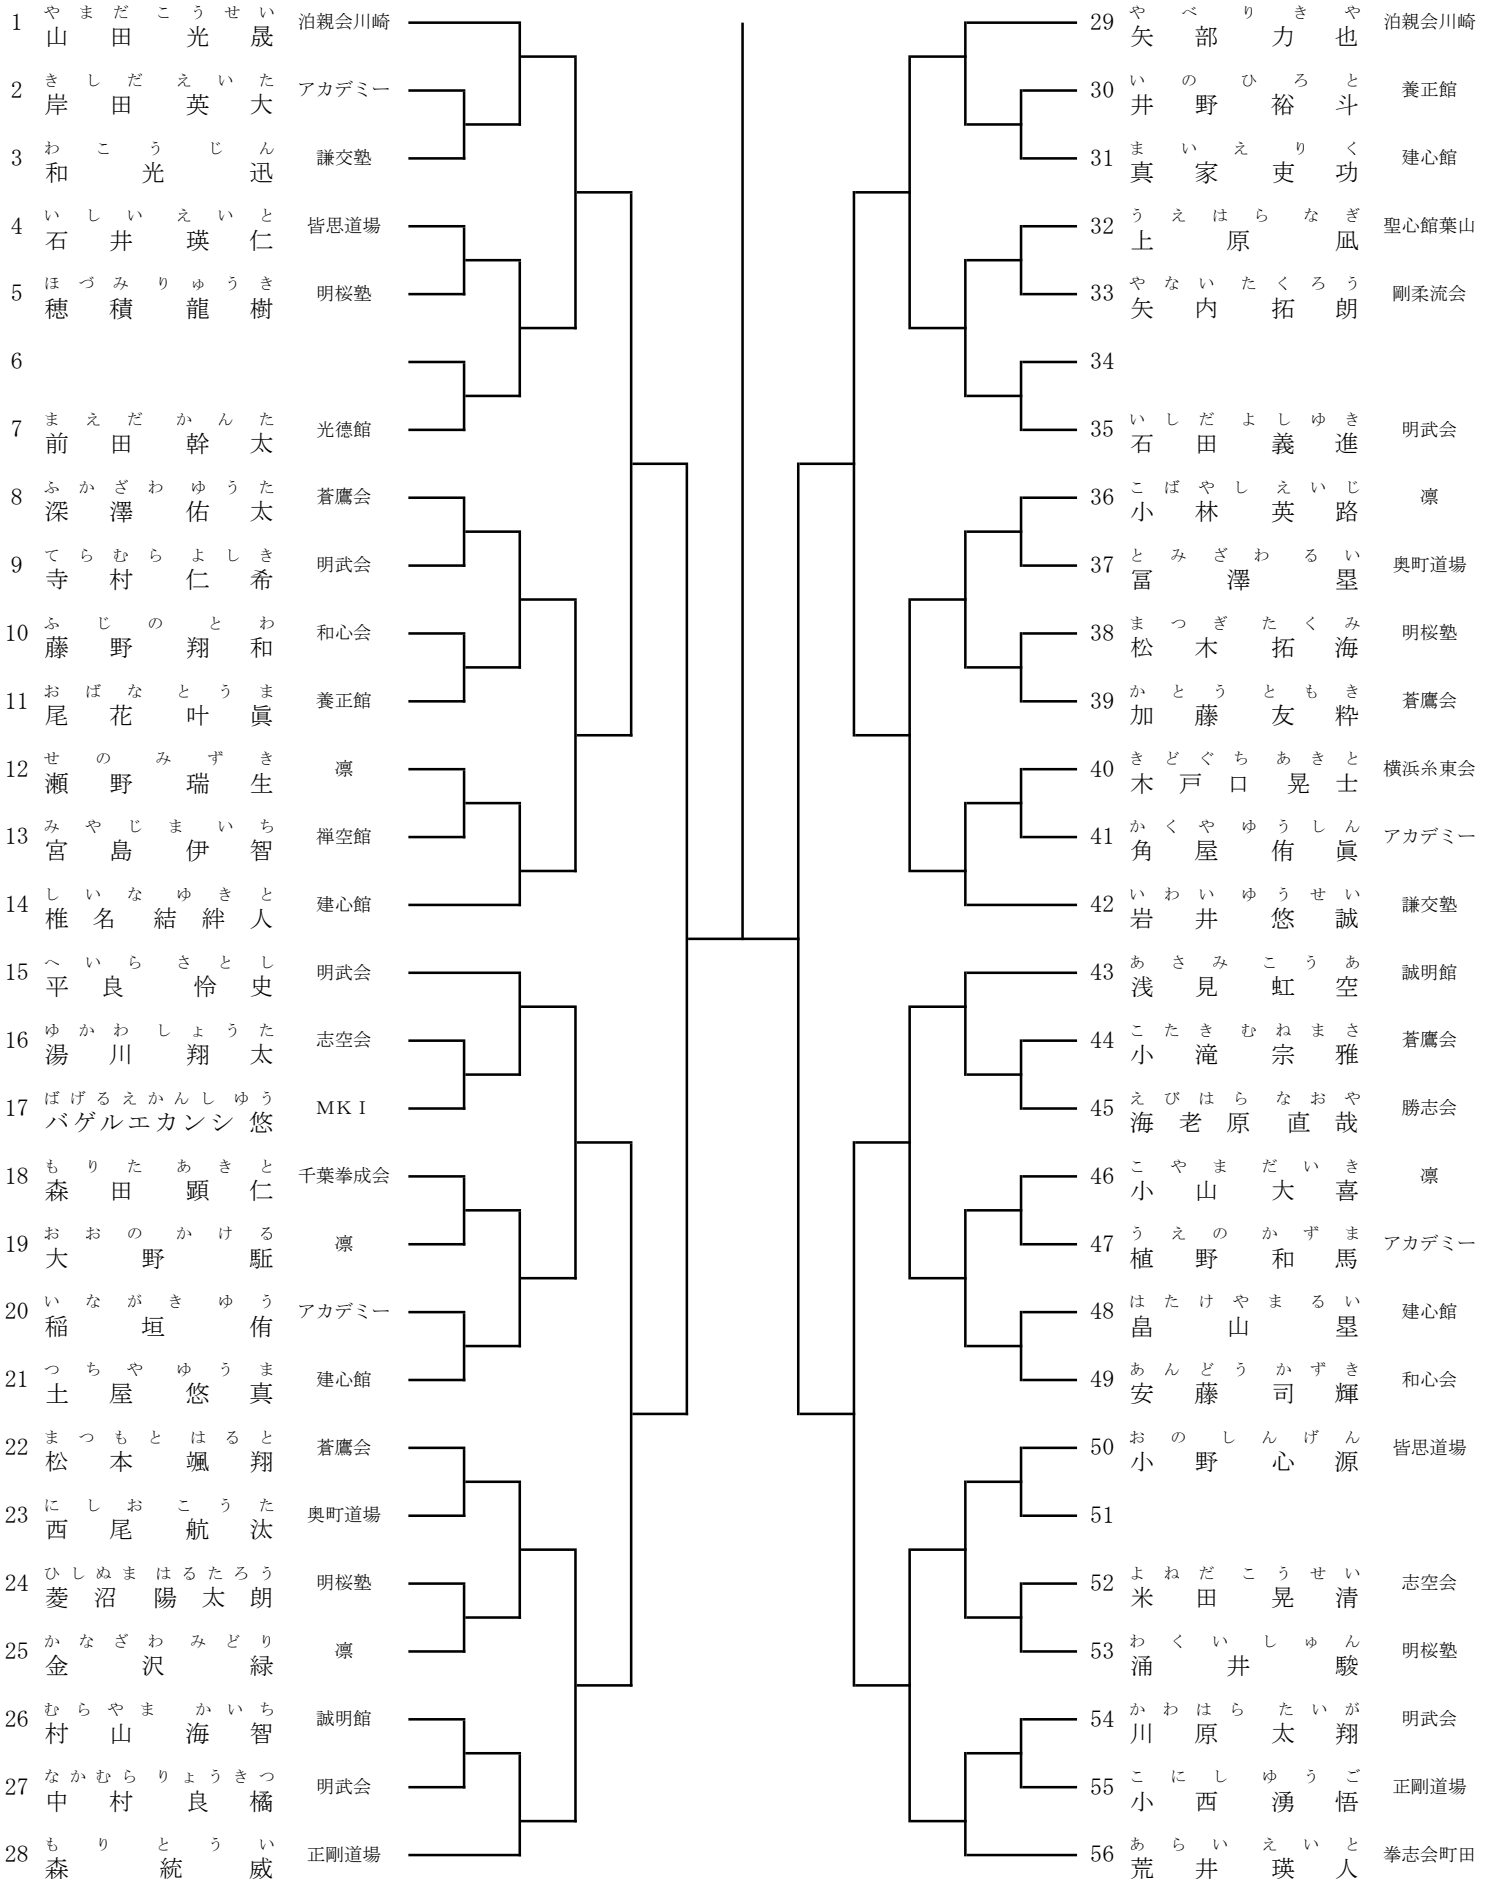 やまだ こうせい
1 山田 光晟 泊親会川崎
きしだ えいた
2 岸田 英大 アカデミー
わこう じん
3 和光 迅 謙交塾
いしい えいと
4 石井 瑛仁 皆思道場
ほづみ りゅうき
5 穂積 龍樹 明桜塾
6
まえだ かんた
7 前田 幹太 光徳館
ふかざわ ゆうた
8 深澤 佑太 蒼鷹会
てらむら よしき
9 寺村 仁希 明武会
ふじの とわ
10 藤野 翔和 和心会
おばな とうま
11 尾花 叶眞 養正館
せの みずき
12 瀬野 瑞生 凛
みやじま いち
13 宮島 伊智 禅空館
しいな ゆきと
14 椎名 結絆人 建心館
へいら さとし
15 平良 怜史 明武会
ゆかわ しょうた
16 湯川 翔太 志空会
ばげるえかんし ゆう
17 バゲルエカンシ 悠 MKI
もりた あきと
18 森田 顕仁 千葉拳成会
おおの かける
19 大野 駈 凛
いながき ゆう
20 稲垣 侑 アカデミー
つちや ゆうま
21 土屋 悠真 建心館
まつもと はると
22 松本 颯翔 蒼鷹会
にしお こうた
23 西尾 航汰 奥町道場
ひしぬま はるたろう
24 菱沼 陽太朗 明桜塾
かなざわ みどり
25 金沢 緑 凛
むらやま かいち
26 村山 海智 誠明館
なかむら りょうきつ
27 中村 良橘 明武会
もり とうい
28 森 統威 正剛道場
やべ りきや
29 矢部 力也 泊親会川崎
いの ひろと
30 井野 裕斗 養正館
まいえ りく
31 真家 吏功 建心館
うえはら なぎ
32 上原 凪 聖心館葉山
やない たくろう
33 矢内 拓朗 剛柔流会
34
いしだ よしゆき
35 石田 義進 明武会
こばやし えいじ
36 小林 英路 凛
とみざわ るい
37 冨澤 塁 奥町道場
まつぎ たくみ
38 松木 拓海 明桜塾
かとう ともき
39 加藤 友粋 蒼鷹会
きどぐち あきと
40 木戸口 晃士 横浜糸東会
かくや ゆうしん
41 角屋 侑眞 アカデミー
いわい ゆうせい
42 岩井 悠誠 謙交塾
あさみ こうあ
43 浅見 虹空 誠明館
こたき むねまさ
44 小滝 宗雅 蒼鷹会
えびはら なおや
45 海老原 直哉 勝志会
こやま だいき
46 小山 大喜 凛
うえの かずま
47 植野 和馬 アカデミー
はたけやま るい
48 畠山 塁 建心館
あんどう かずき
49 安藤 司輝 和心会
おの しんげん
50 小野 心源 皆思道場
51
よねだ こうせい
52 米田 晃清 志空会
わくい しゅん
53 涌井 駿 明桜塾
かわはら たいが
54 川原 太翔 明武会
こにし ゆうご
55 小西 湧悟 正剛道場
あらい えいと
56 荒井 瑛人 拳志会町田